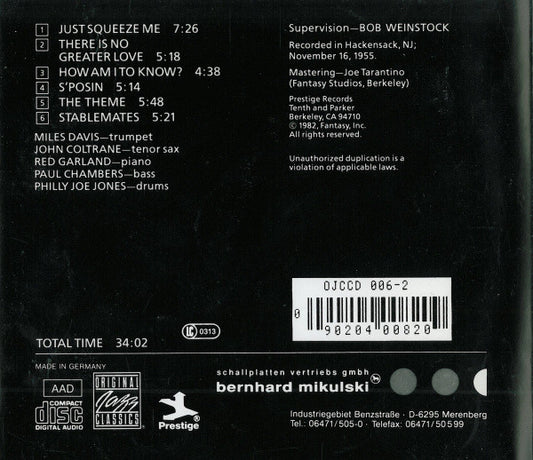 1 JUST SQUEEZE ME 7:26
2 THERE IS NO
GREATER LOVE 5:18
3 HOW AM I TO KNOW? 4:38
4 S'POSIN 5:14
5 THE THEME 5:48
6 STABLEMATES 5:21
MILES DAVIS—trumpet
JOHN COLTRANE—tenor sax
RED GARLAND—piano
PAUL CHAMBERS—bass
PHILLY JOE JONES—drums
Supervision—BOB WEINSTOCK
Recorded in Hackensack, NJ;
November 16, 1955.
Mastering—Joe Tarantino
(Fantasy Studios, Berkeley)
Prestige Records
Tenth and Parker
Berkeley, CA 94710
℗ 1982, Fantasy, Inc.
All rights reserved.
Unauthorized duplication is a
violation of applicable laws.
OJCCD 006-2
0 90204 00820
TOTAL TIME 34:02
LC 0313
MADE IN GERMANY
AAD
COMPACT
disc
DIGITAL AUDIO
ORIGINAL
Jazz
CLASSICS
Prestige
schallplatten vertriebs gmbh
bernhard mikulski
Industriegebiet Benzstraße · D-6295 Merenberg
Tel.: 06471/505-0 · Telefax: 06471/50599